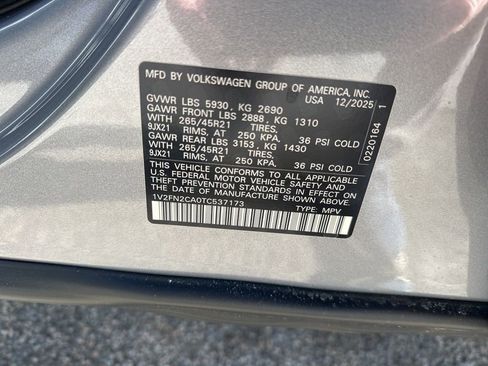 MFD BY VOLKSWAGEN GROUP OF AMERICA, INC.
USA 12/2025
GVWR LBS 5930, KG 2690
GAWR FRONT LBS 2888, KG 1310
WITH 265/45R21 TIRES,
9JX21 RIMS, AT 250 KPA. 36 PSI COLD
GAWR REAR LBS 3153, KG 1430
WITH 265/45R21 TIRES,
9JX21 RIMS, AT 250 KPA. 36 PSI COLD
THIS VEHICLE CONFORMS TO ALL APPLICABLE
U.S. FEDERAL MOTOR VEHICLE SAFETY AND
THEFT PREVENTION STANDARDS IN EFFECT ON THE
DATE OF MANUFACTURE SHOWN ABOVE.
1V2FN2CA0TC537173
TYPE: MPV
0220164 1